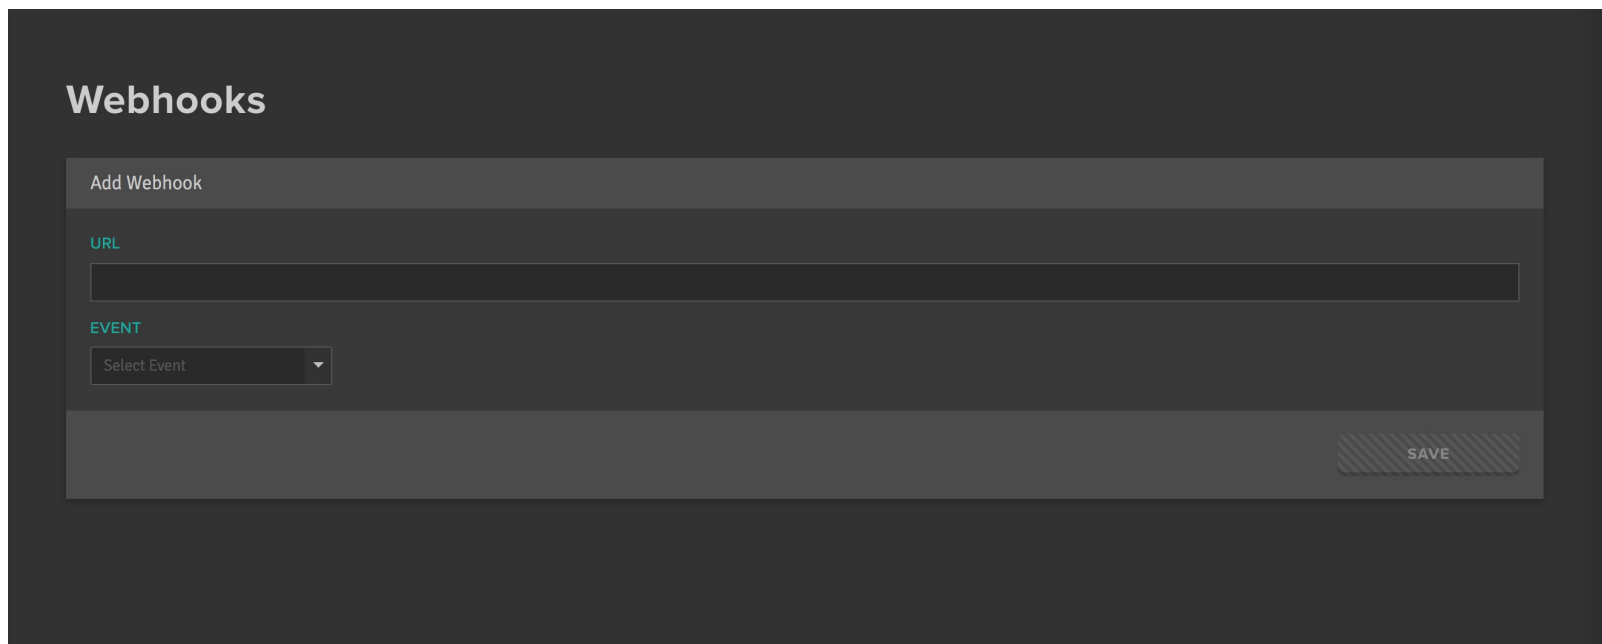 Webhooks
Add Webhook
URL
EVENT
Select Event
SAVE